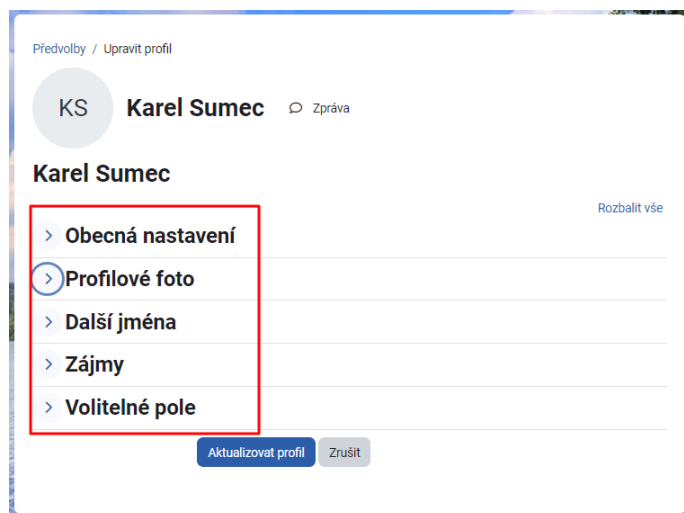 Předvolby / Upravit profil
KS
Karel Sumec
Zpráva
Karel Sumec
Rozbalit vše
Obecná nastavení
Profilové foto
Další jména
Zájmy
Volitelné pole
Aktualizovat profil Zrušit